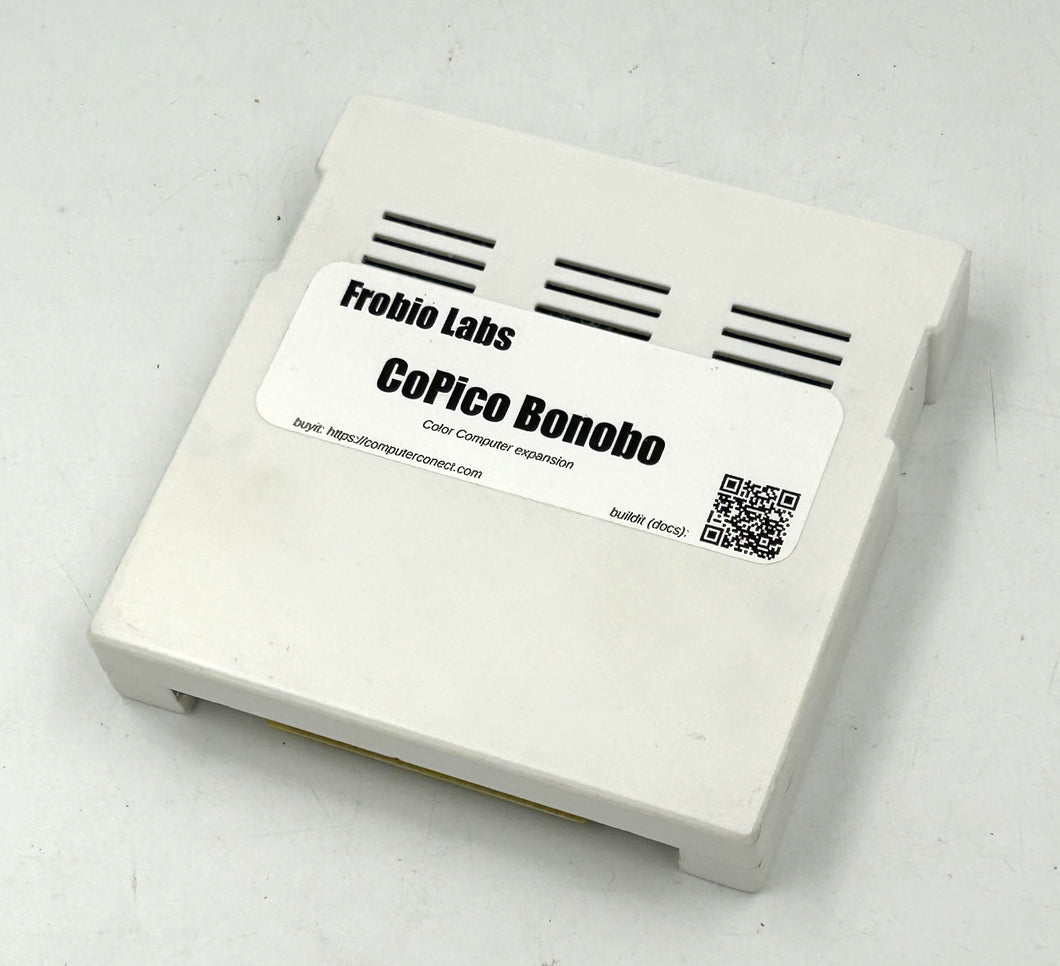 Frobio Labs
CoPico Bonobo
Color Computer expansion
buyit: https://computerconect.com
buildit (docs):